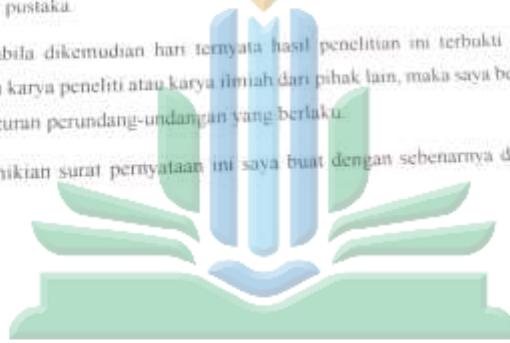 pustaka.
bila dikemudian hari ternyata hasil penelitian ini terbukti
karya peneliti atau karya ilmiah dari pihak lain, maka saya be
turan perundang-undangan yang berlaku.
nikian surat pernyataan ini saya buat dengan sebenarnya d